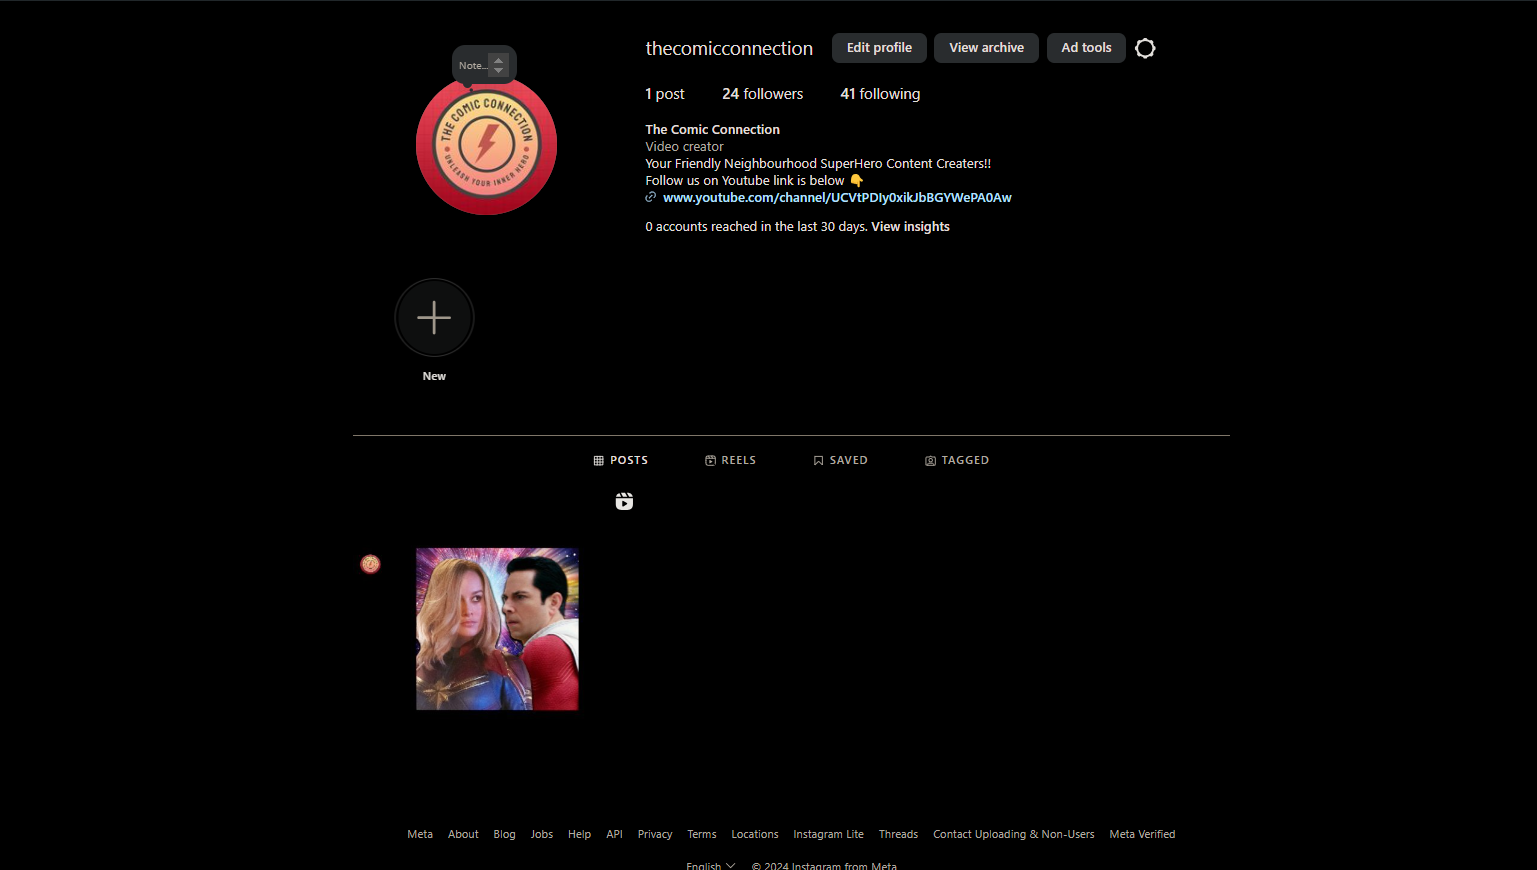 thecomicconnection Edit profile View archive Ad tools
Note...
THE COMIC CONNECTION
UNLEASH YOUR INNER HERO
1 post 24 followers 41 following
The Comic Connection
Video creator
Your Friendly Neighbourhood SuperHero Content Creaters!!
Follow us on Youtube link is below 👇
www.youtube.com/channel/UCVtPDIy0xikJbBGYWePA0Aw
0 accounts reached in the last 30 days. View insights
New
POSTS REELS SAVED TAGGED
Meta About Blog Jobs Help API Privacy Terms Locations Instagram Lite Threads Contact Uploading & Non-Users Meta Verified
English © 2024 Instagram from Meta